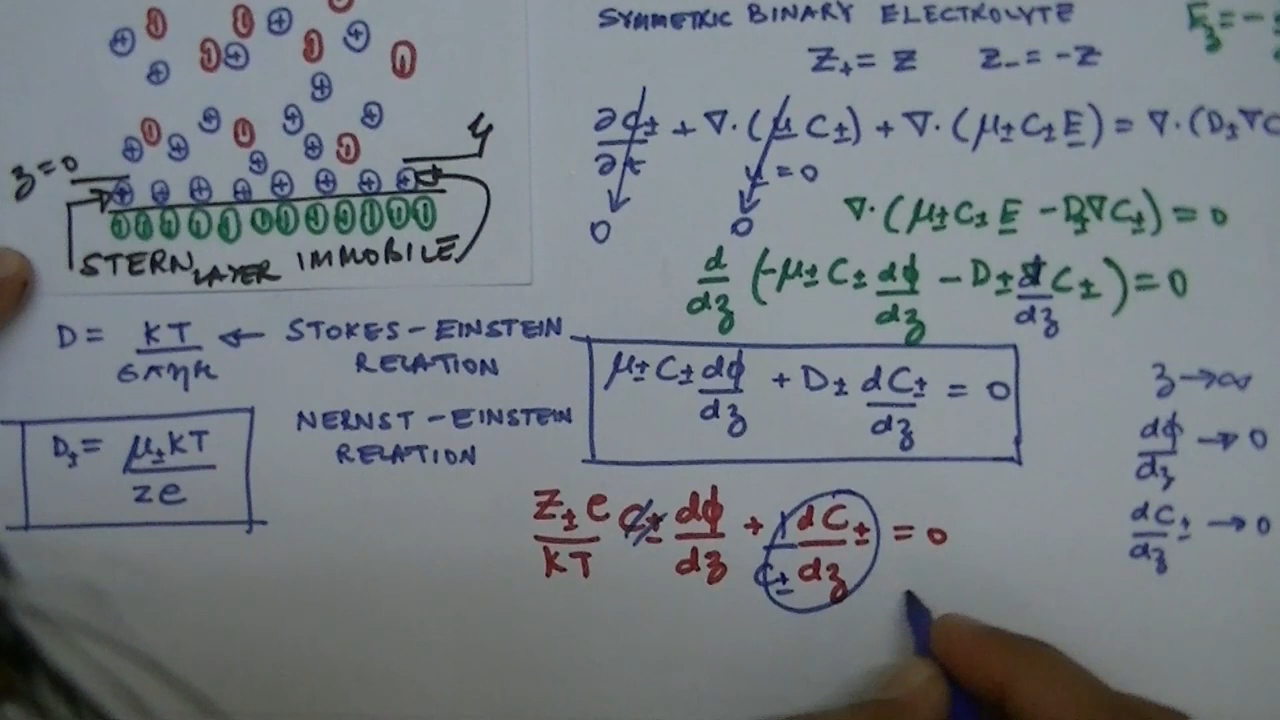 SYMMETRIC BINARY ELECTROLYTE
Z₊ = Z Z₋ = -Z
∂C±/∂t + ∇·(u C±) + ∇·(μ± C± E) = ∇·(D± ∇C
0 u = 0 0
∇·(μ± C± E - D± ∇C±) = 0
d/dz (-μ± C± dϕ/dz - D± d/dz C±) = 0
z=0
y
STERN LAYER IMMOBILE
D = KT/6πηR ← STOKES-EINSTEIN
RELATION
D± = μ±KT/ze NERNST-EINSTEIN
RELATION
μ± C± dϕ/dz + D± dC±/dz = 0
z→∞
dϕ/dz → 0
dC±/dz → 0
Z± e/KT C± dϕ/dz + 1/C± dC±/dz = 0